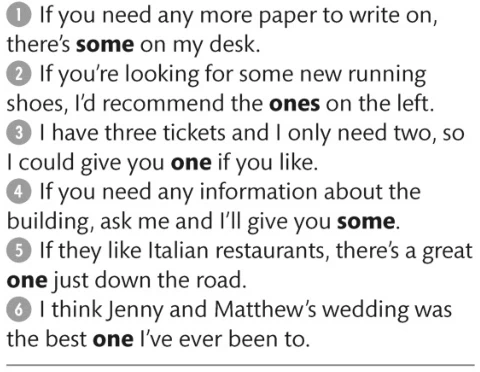 1 If you need any more paper to write on,
there's some on my desk.
2 If you're looking for some new running
shoes, I'd recommend the ones on the left.
3 I have three tickets and I only need two, so
I could give you one if you like.
4 If you need any information about the
building, ask me and I'll give you some.
5 If they like Italian restaurants, there's a great
one just down the road.
6 I think Jenny and Matthew's wedding was
the best one I've ever been to.